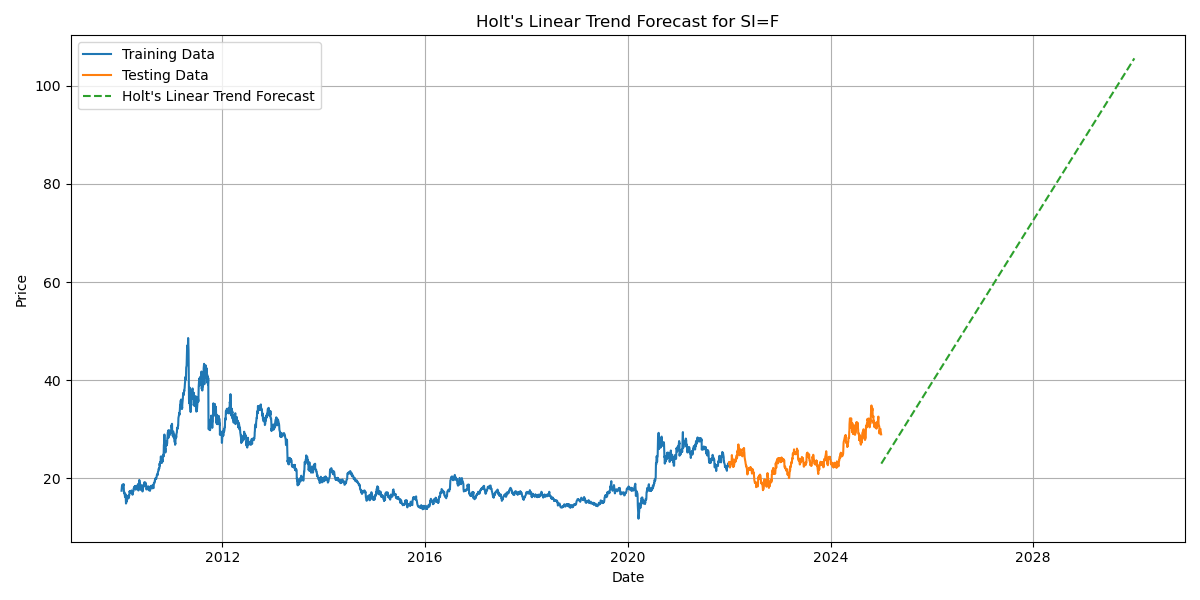 Holt's Linear Trend Forecast for SI=F
Training Data
Testing Data
Holt's Linear Trend Forecast
Price
100
80
60
40
20
2012
2016
2020
2024
2028
Date